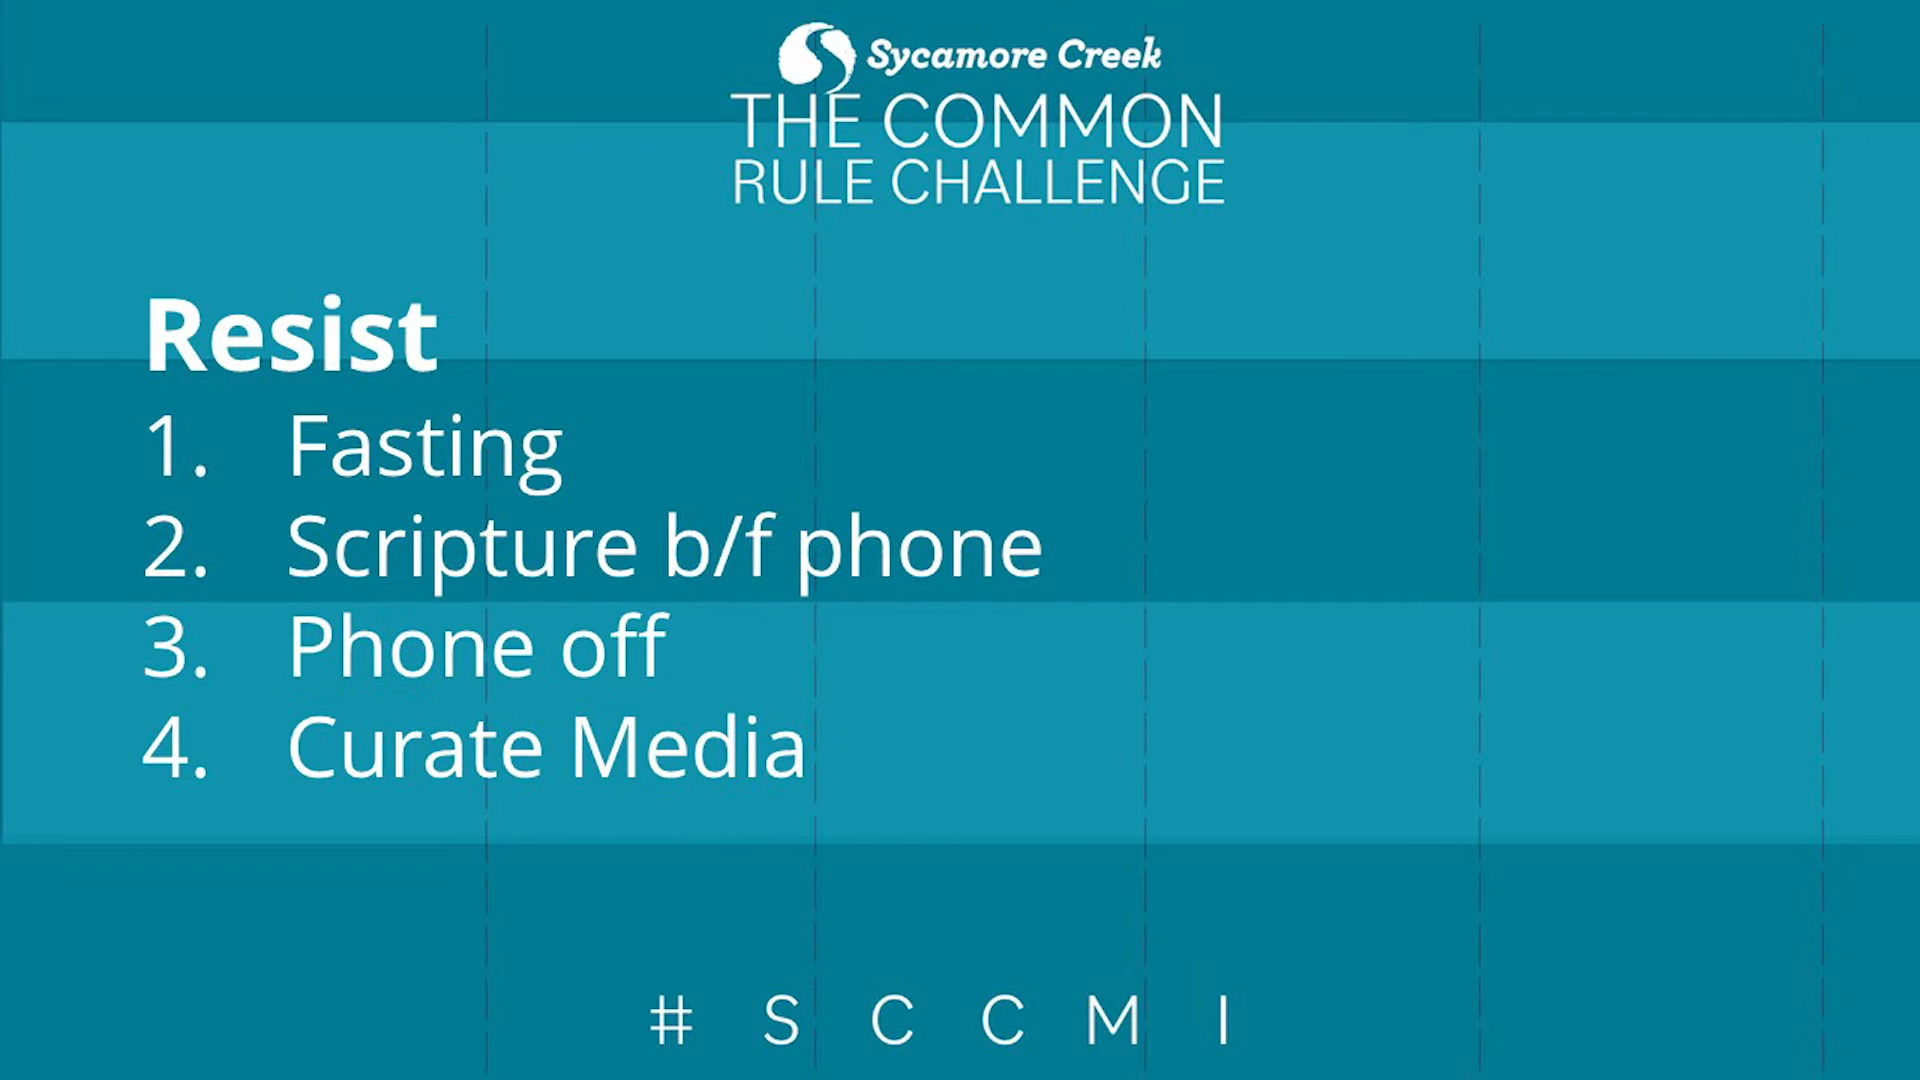 Sycamore Creek
THE COMMON
RULE CHALLENGE
Resist
1. Fasting
2. Scripture b/f phone
3. Phone off
4. Curate Media
# S C C M I